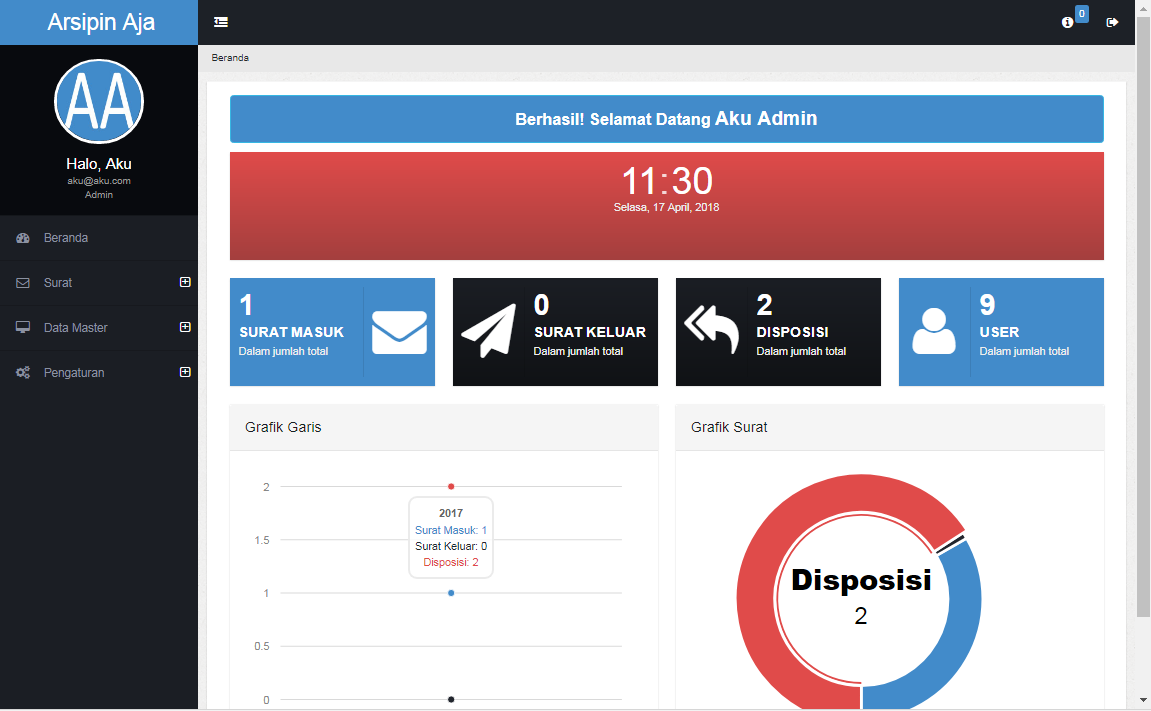 Arsipin Aja
0
Beranda
AA
Halo, Aku
aku@aku.com
Admin
Beranda
Surat
Data Master
Pengaturan
Berhasil! Selamat Datang Aku Admin
11:30
Selasa, 17 April, 2018
1
SURAT MASUK
Dalam jumlah total
0
SURAT KELUAR
Dalam jumlah total
2
DISPOSISI
Dalam jumlah total
9
USER
Dalam jumlah total
Grafik Garis
2
1.5
1
0.5
0
2017
Surat Masuk: 1
Surat Keluar: 0
Disposisi: 2
Grafik Surat
Disposisi
2